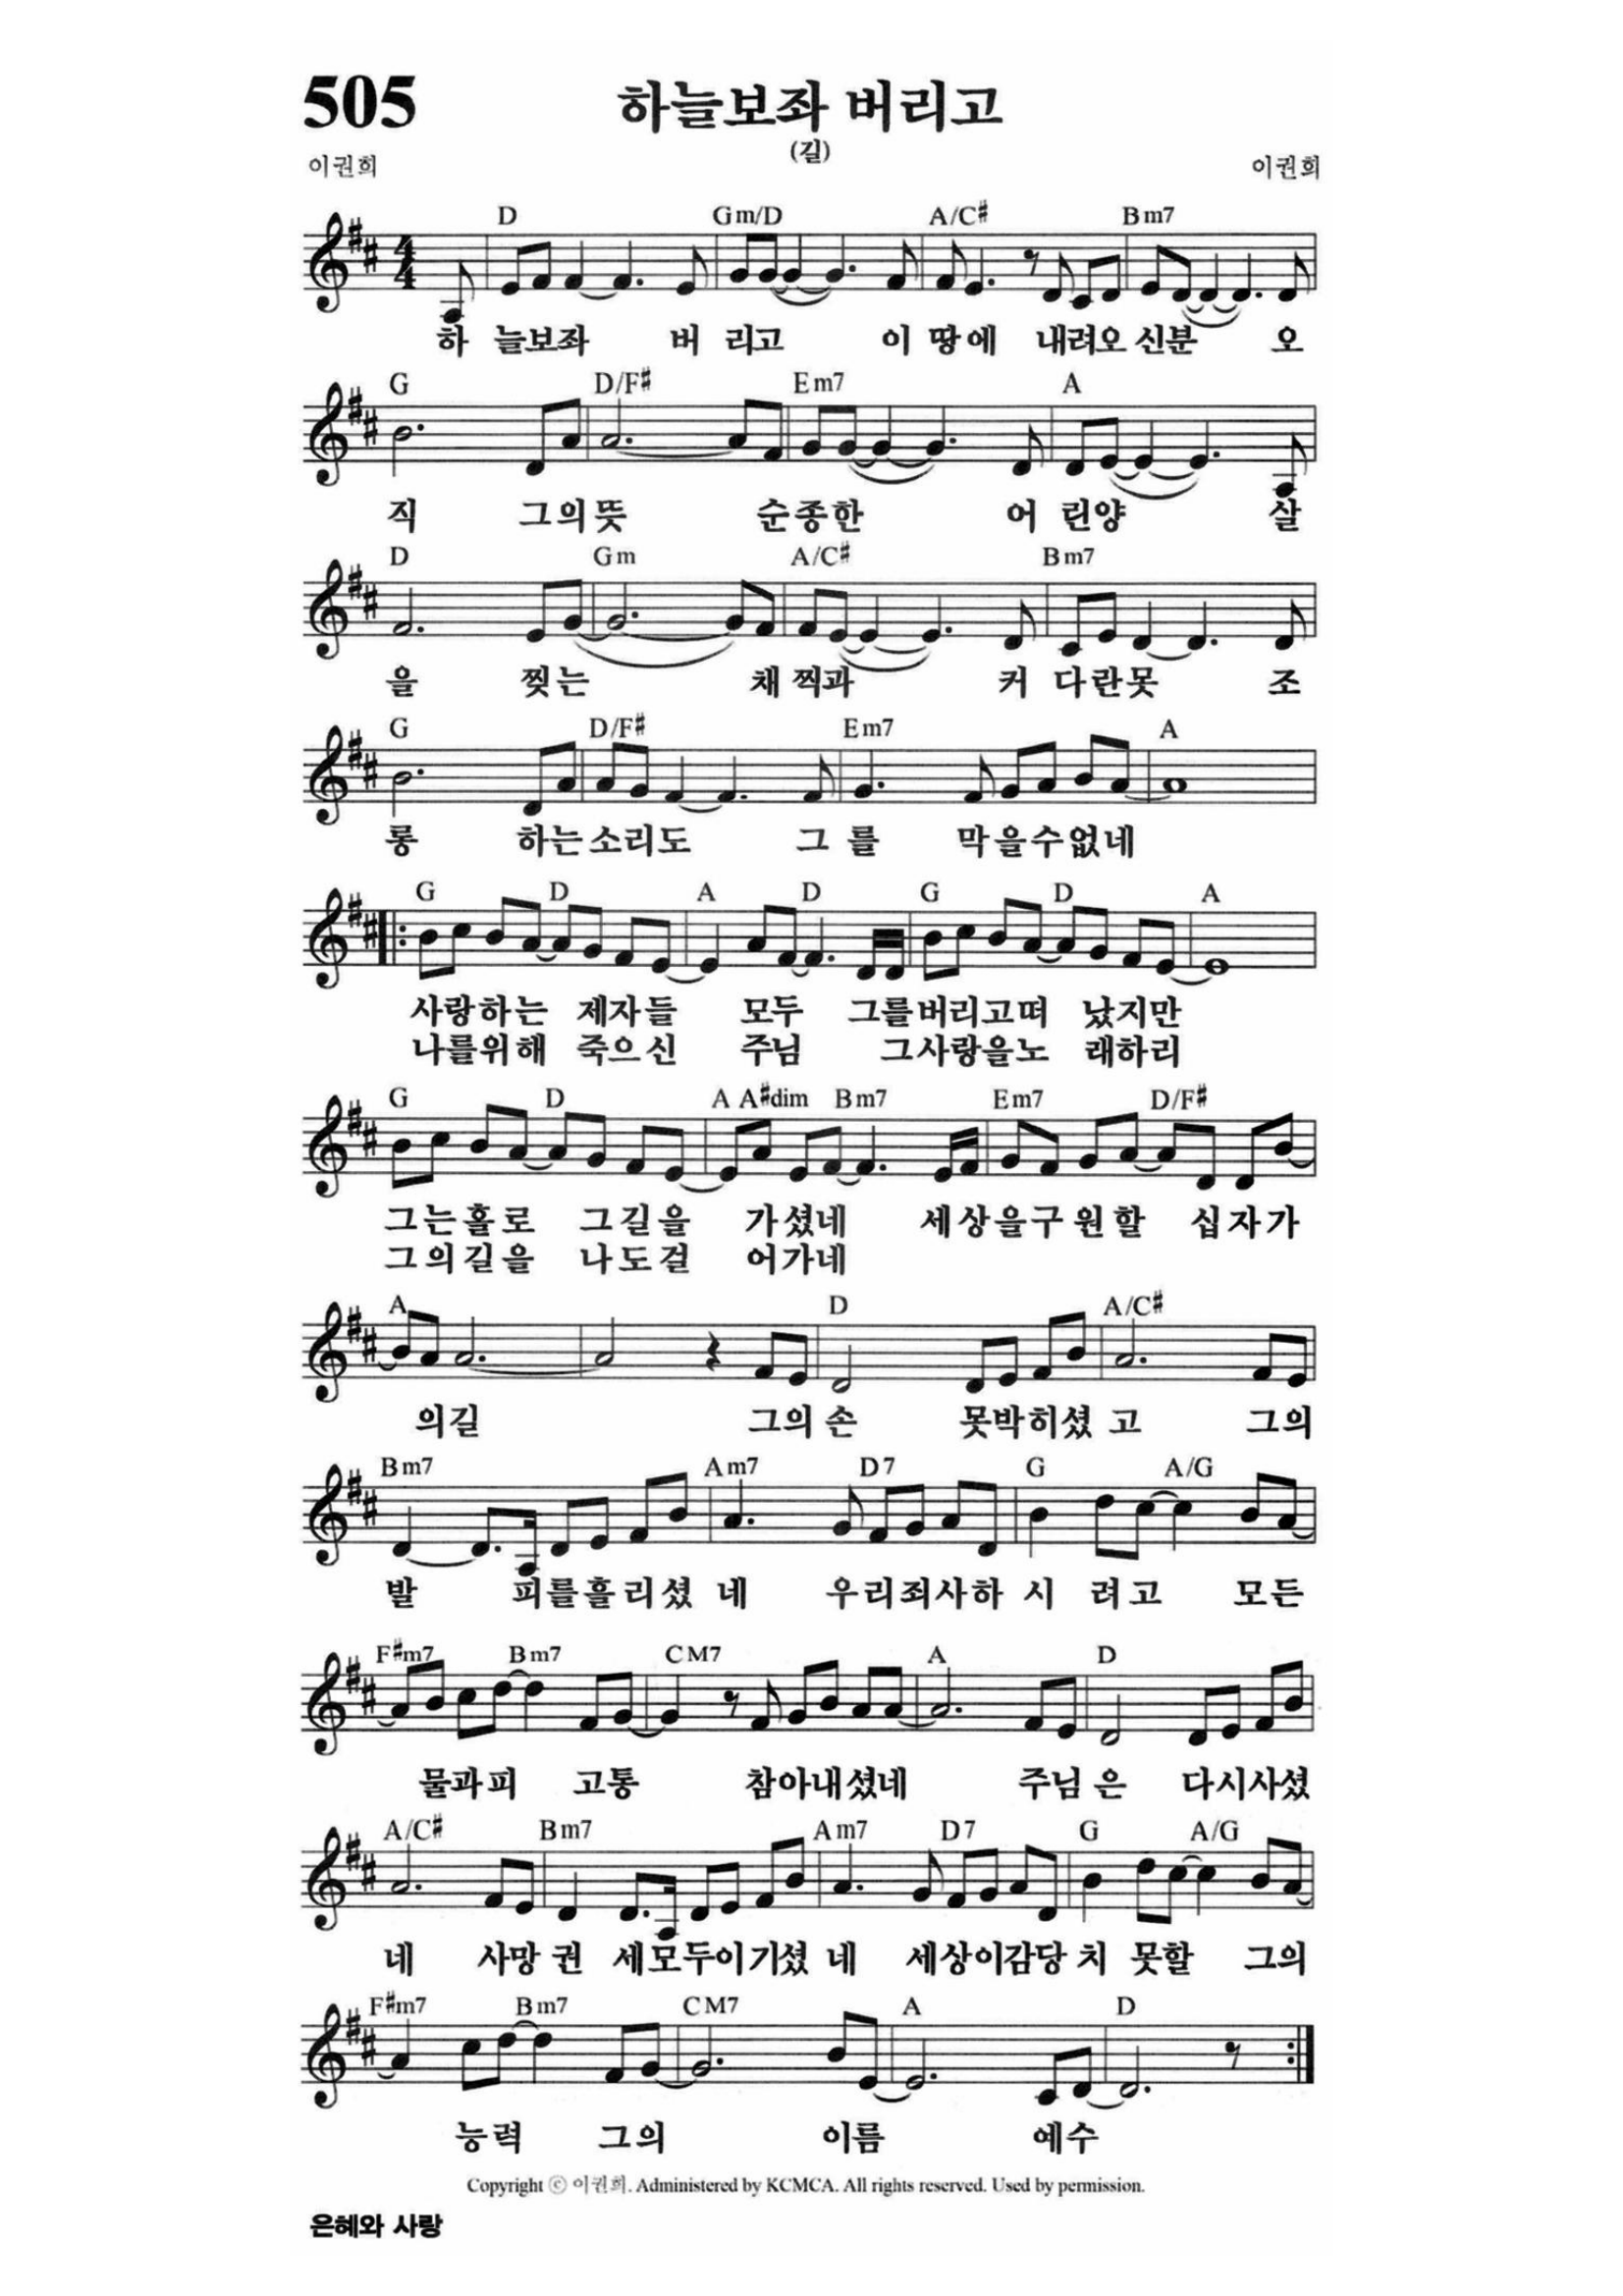 505
하늘보좌 버리고
(길)
이권희 이권희
D Gm/D A/C# Bm7
하 늘보좌 버 리고 이 땅에 내려오 신분 오
G D/F# Em7 A
직 그의뜻 순종한 어 린양 살
D Gm A/C# Bm7
을 찢는 채 찍과 커 다란못 조
G D/F# Em7 A
롱 하는소리도 그 를 막을수없네
G D A D G D A
사랑하는 제자들 모두 그를버리고떠 났지만
나를위해 죽으신 주님 그사랑을노 래하리
G D A A#dim Bm7 Em7 D/F#
그는홀로 그길을 가셨네 세상을구원할 십자가
그의길을 나도걸 어가네
A D A/C#
의길 그의손 못박히셨 고 그의
Bm7 Am7 D7 G A/G
발 피를흘리셨 네 우리죄사하 시 려고 모든
F#m7 Bm7 CM7 A D
물과피 고통 참아내셨네 주님은 다시사셨
A/C# Bm7 Am7 D7 G A/G
네 사망 권 세모두이기셨 네 세상이감당 치 못할 그의
F#m7 Bm7 CM7 A D
능력 그의 이름 예수
Copyright ⓒ 이권희. Administered by KCMCA. All rights reserved. Used by permission.
은혜와 사랑